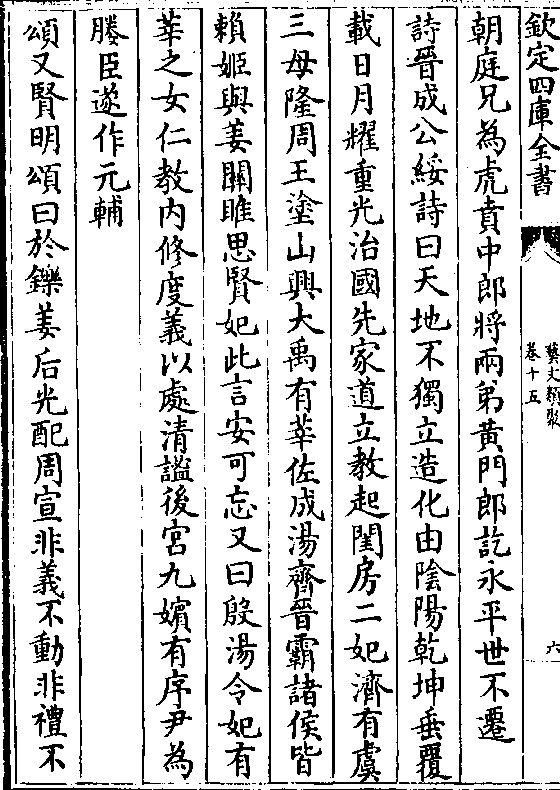 欽定四庫全書
藝文類聚
卷十五
六
朝庭兄為虎賁中郎將兩弟黃門郎訖永平世不遷
詩晉成公綏詩曰天地不獨立造化由陰陽乾坤垂覆
載日月耀重光治國先家道立教起閨房二妃濟有虞
三母隆周王塗山興大禹有莘佐成湯齊晉霸諸侯皆
賴姬與姜關雎思賢妃此言安可忘又曰殷湯令妃有
莘之女仁教內修度義以處清謐後宮九嬪有序尹為
媵臣遂作元輔
頌又賢明頌曰於鑠姜后光配周宣非義不動非禮不